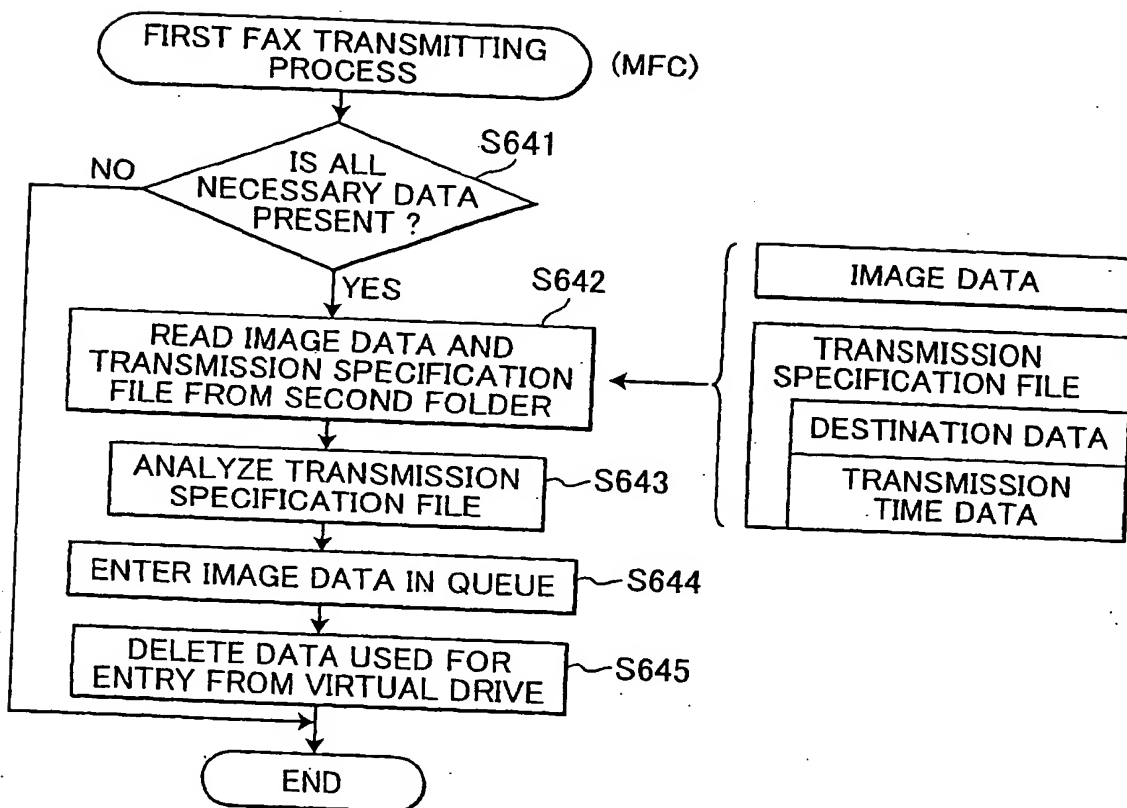 FIRST FAX TRANSMITTING
PROCESS
(MFC)
S641
NO
IS ALL
NECESSARY DATA
PRESENT ?
YES
S642
READ IMAGE DATA AND
TRANSMISSION SPECIFICATION
FILE FROM SECOND FOLDER
IMAGE DATA
TRANSMISSION
SPECIFICATION FILE
DESTINATION DATA
TRANSMISSION
TIME DATA
ANALYZE TRANSMISSION
SPECIFICATION FILE
S643
ENTER IMAGE DATA IN QUEUE
S644
DELETE DATA USED FOR
ENTRY FROM VIRTUAL DRIVE
S645
END